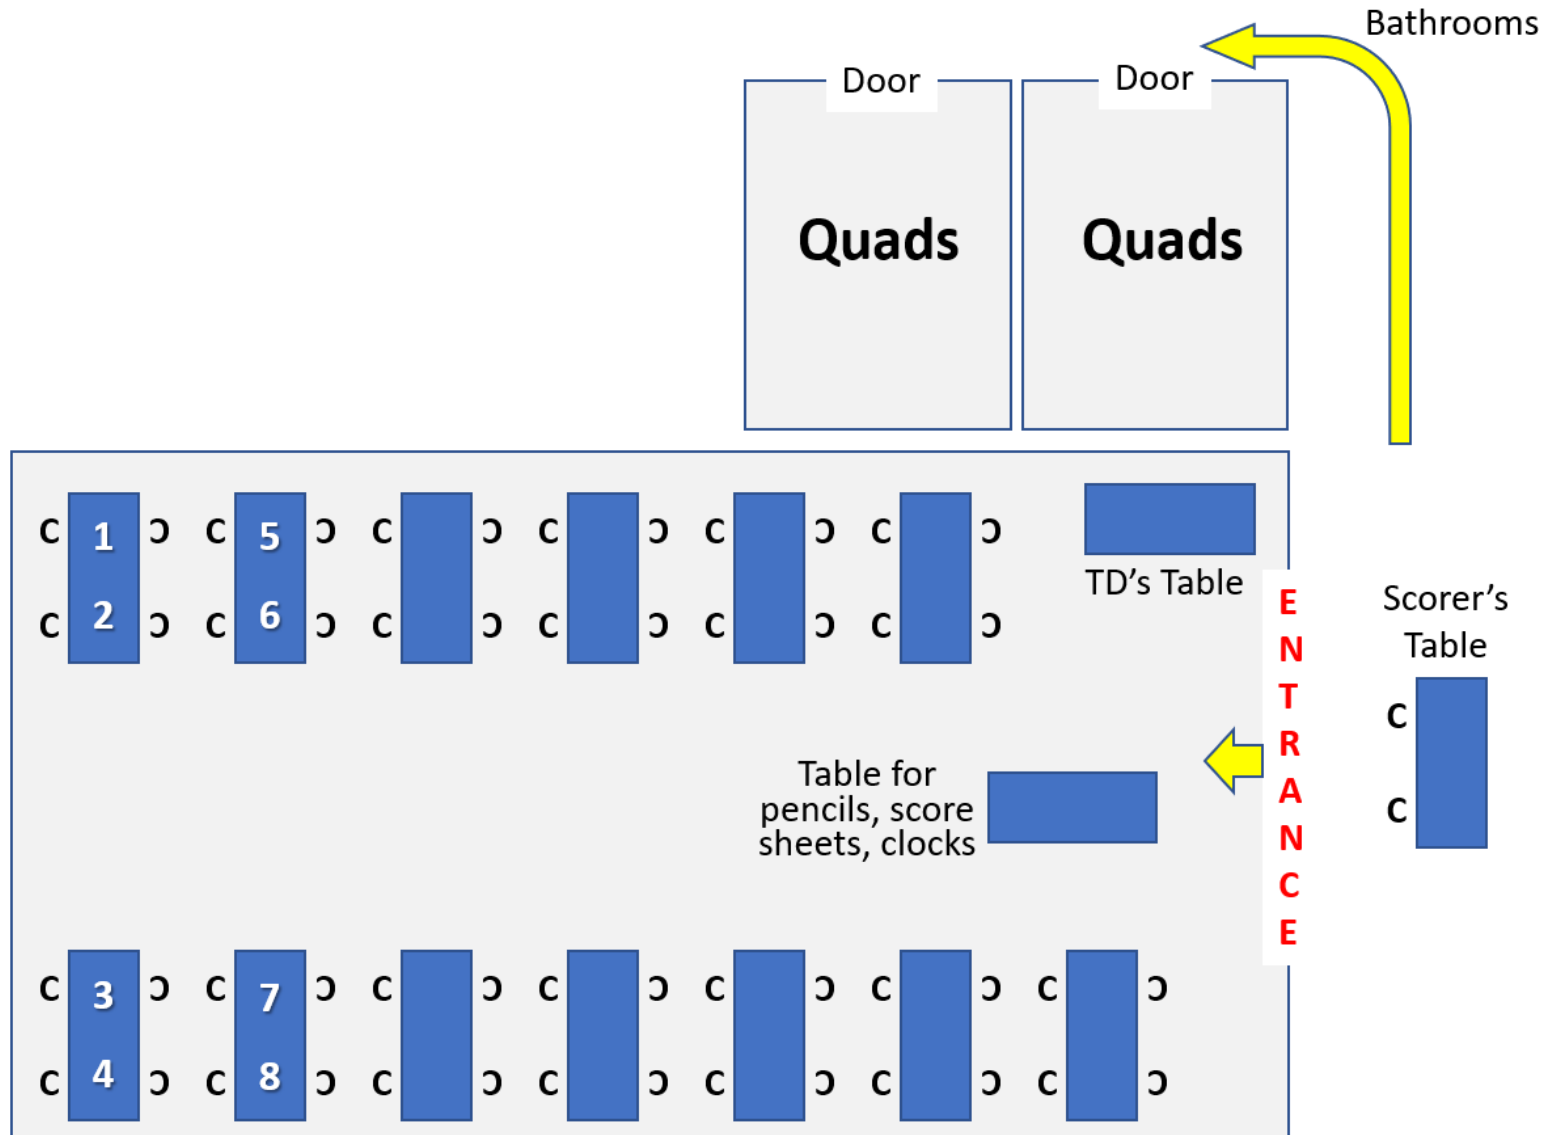 Bathrooms
Door Door
Quads Quads
C 1 ɔ C 5 ɔ C ɔ C ɔ C ɔ C ɔ
C 2 ɔ C 6 ɔ C ɔ C ɔ C ɔ C ɔ
TD’s Table
ENTRANCE
Scorer’s
Table
C
C
Table for
pencils, score
sheets, clocks
C 3 ɔ C 7 ɔ C ɔ C ɔ C ɔ C ɔ C ɔ
C 4 ɔ C 8 ɔ C ɔ C ɔ C ɔ C ɔ C ɔ